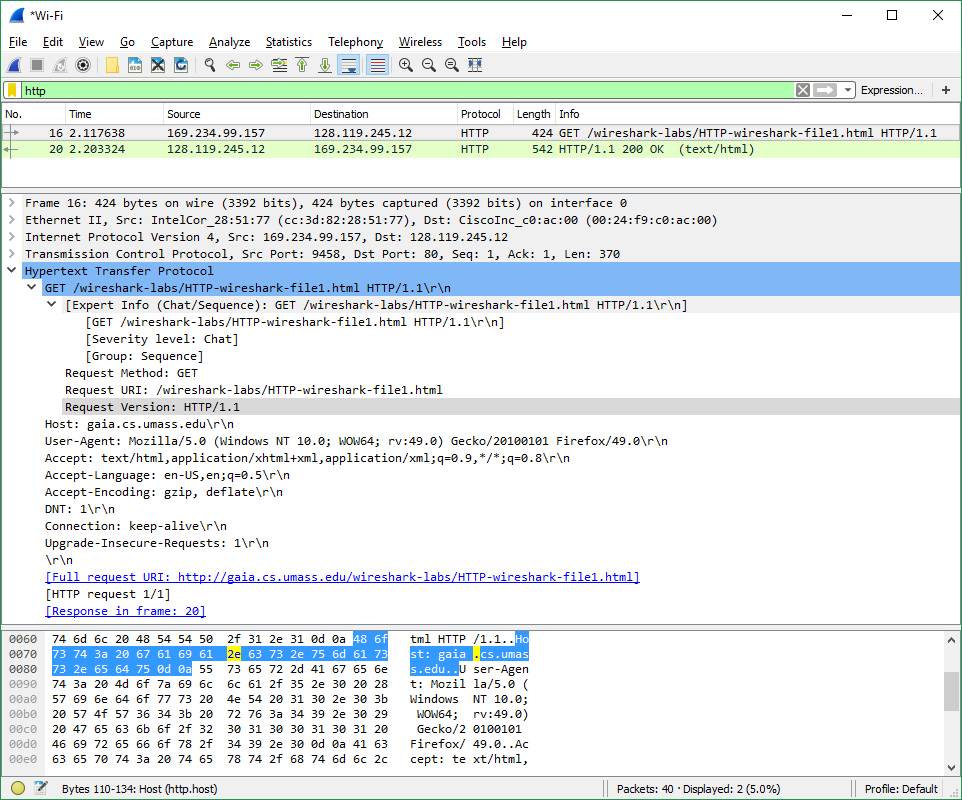 *Wi-Fi
File Edit View Go Capture Analyze Statistics Telephony Wireless Tools Help
http Expression... +
No. Time Source Destination Protocol Length Info
16 2.117638 169.234.99.157 128.119.245.12 HTTP 424 GET /wireshark-labs/HTTP-wireshark-file1.html HTTP/1.1
20 2.203324 128.119.245.12 169.234.99.157 HTTP 542 HTTP/1.1 200 OK (text/html)
Frame 16: 424 bytes on wire (3392 bits), 424 bytes captured (3392 bits) on interface 0
Ethernet II, Src: IntelCor_28:51:77 (cc:3d:82:28:51:77), Dst: CiscoInc_c0:ac:00 (00:24:f9:c0:ac:00)
Internet Protocol Version 4, Src: 169.234.99.157, Dst: 128.119.245.12
Transmission Control Protocol, Src Port: 9458, Dst Port: 80, Seq: 1, Ack: 1, Len: 370
Hypertext Transfer Protocol
GET /wireshark-labs/HTTP-wireshark-file1.html HTTP/1.1\r\n
[Expert Info (Chat/Sequence): GET /wireshark-labs/HTTP-wireshark-file1.html HTTP/1.1\r\n]
[GET /wireshark-labs/HTTP-wireshark-file1.html HTTP/1.1\r\n]
[Severity level: Chat]
[Group: Sequence]
Request Method: GET
Request URI: /wireshark-labs/HTTP-wireshark-file1.html
Request Version: HTTP/1.1
Host: gaia.cs.umass.edu\r\n
User-Agent: Mozilla/5.0 (Windows NT 10.0; WOW64; rv:49.0) Gecko/20100101 Firefox/49.0\r\n
Accept: text/html,application/xhtml+xml,application/xml;q=0.9,*/*;q=0.8\r\n
Accept-Language: en-US,en;q=0.5\r\n
Accept-Encoding: gzip, deflate\r\n
DNT: 1\r\n
Connection: keep-alive\r\n
Upgrade-Insecure-Requests: 1\r\n
\r\n
[Full request URI: http://gaia.cs.umass.edu/wireshark-labs/HTTP-wireshark-file1.html]
[HTTP request 1/1]
[Response in frame: 20]
0060 74 6d 6c 20 48 54 54 50 2f 31 2e 31 0d 0a 48 6f tml HTTP /1.1..Ho
0070 73 74 3a 20 67 61 69 61 2e 63 73 2e 75 6d 61 73 st: gaia .cs.umas
0080 73 2e 65 64 75 0d 0a 55 73 65 72 2d 41 67 65 6e s.edu..U ser-Agen
0090 74 3a 20 4d 6f 7a 69 6c 6c 61 2f 35 2e 30 20 28 t: Mozil la/5.0 (
00a0 57 69 6e 64 6f 77 73 20 4e 54 20 31 30 2e 30 3b Windows NT 10.0;
00b0 20 57 4f 57 36 34 3b 20 72 76 3a 34 39 2e 30 29 WOW64; rv:49.0)
00c0 20 47 65 63 6b 6f 2f 32 30 31 30 30 31 30 31 20 Gecko/2 0100101
00d0 46 69 72 65 66 6f 78 2f 34 39 2e 30 0d 0a 41 63 Firefox/ 49.0..Ac
00e0 63 65 70 74 3a 20 74 65 78 74 2f 68 74 6d 6c 2c cept: te xt/html,
Bytes 110-134: Host (http.host) Packets: 40 · Displayed: 2 (5.0%) Profile: Default